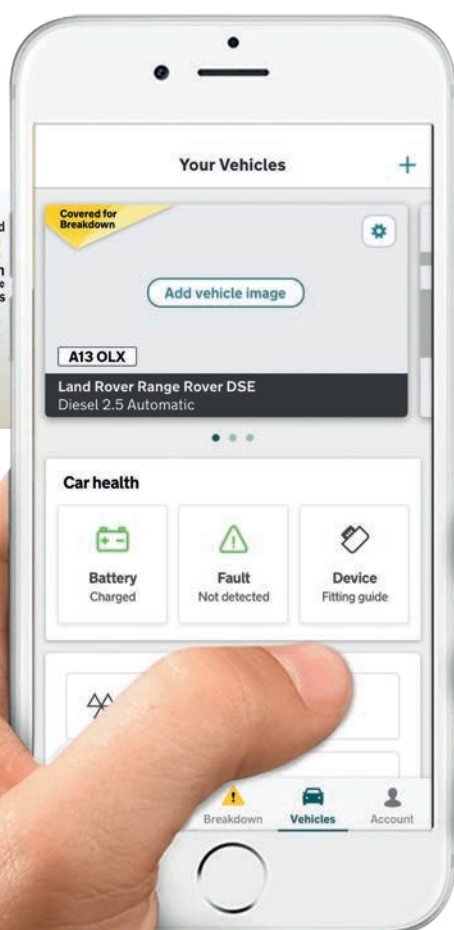 Your Vehicles
Covered for
Breakdown
Add vehicle image
A13 OLX
Land Rover Range Rover DSE
Diesel 2.5 Automatic
Car health
Battery
Charged
Fault
Not detected
Device
Fitting guide
Breakdown
Vehicles
Account